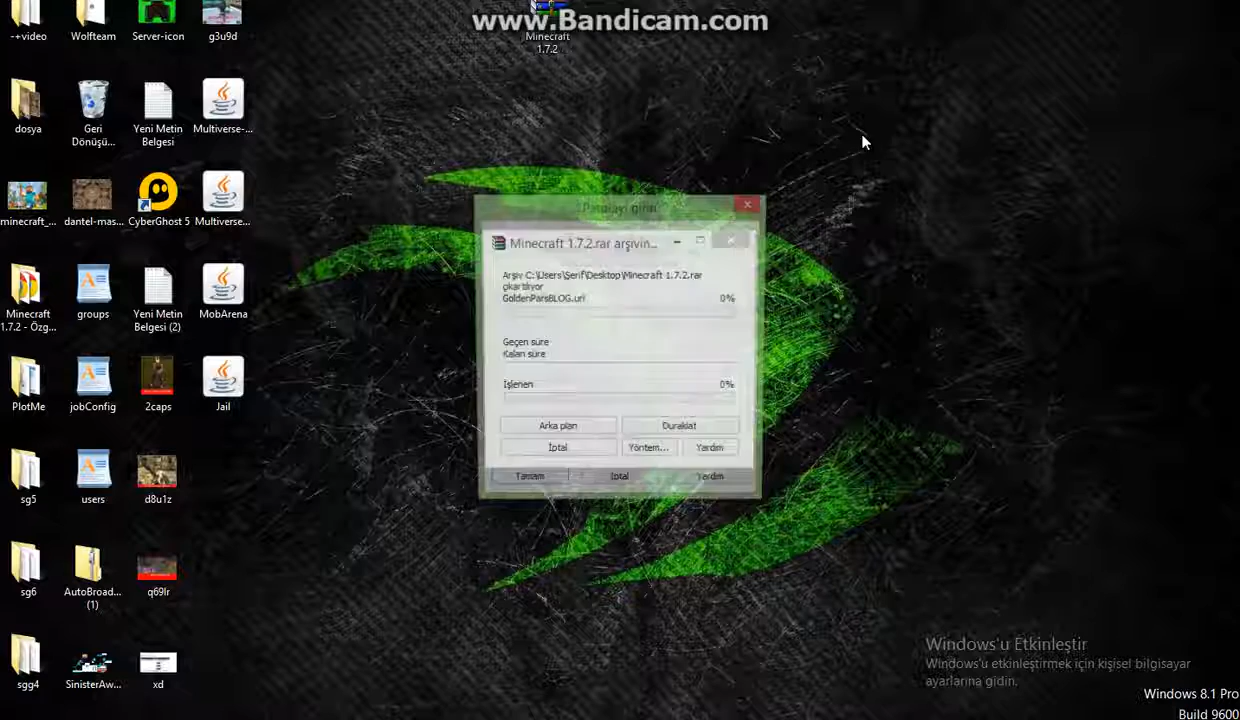 www.Bandicam.com
-+video
Wolfteam
Server-icon
g3u9d
Minecraft
1.7.2
dosya
Geri
Dönüşü...
Yeni Metin
Belgesi
Multiverse-...
minecraft_...
dantel-mas...
CyberGhost 5
Multiverse...
Minecraft
1.7.2 - Özg...
groups
Yeni Metin
Belgesi (2)
MobArena
PlotMe
jobConfig
2caps
Jail
sg5
users
d8u1z
sg6
AutoBroad...
(1)
q69lr
sgg4
SinisterAw...
xd
Parolayı girin
Minecraft 1.7.2.rar arşivin...
Arşiv C:\Users\Serif\Desktop\Minecraft 1.7.2.rar
çıkartılıyor
GoldenParsBLOG.url 0%
Geçen süre
Kalan süre
İşlenen 0%
Arka plan Duraklat
İptal Yöntem... Yardım
Tamam İptal Yardım
Windows'u Etkinleştir
Windows'u etkinleştirmek için kişisel bilgisayar
ayarlarına gidin.
Windows 8.1 Pro
Build 9600